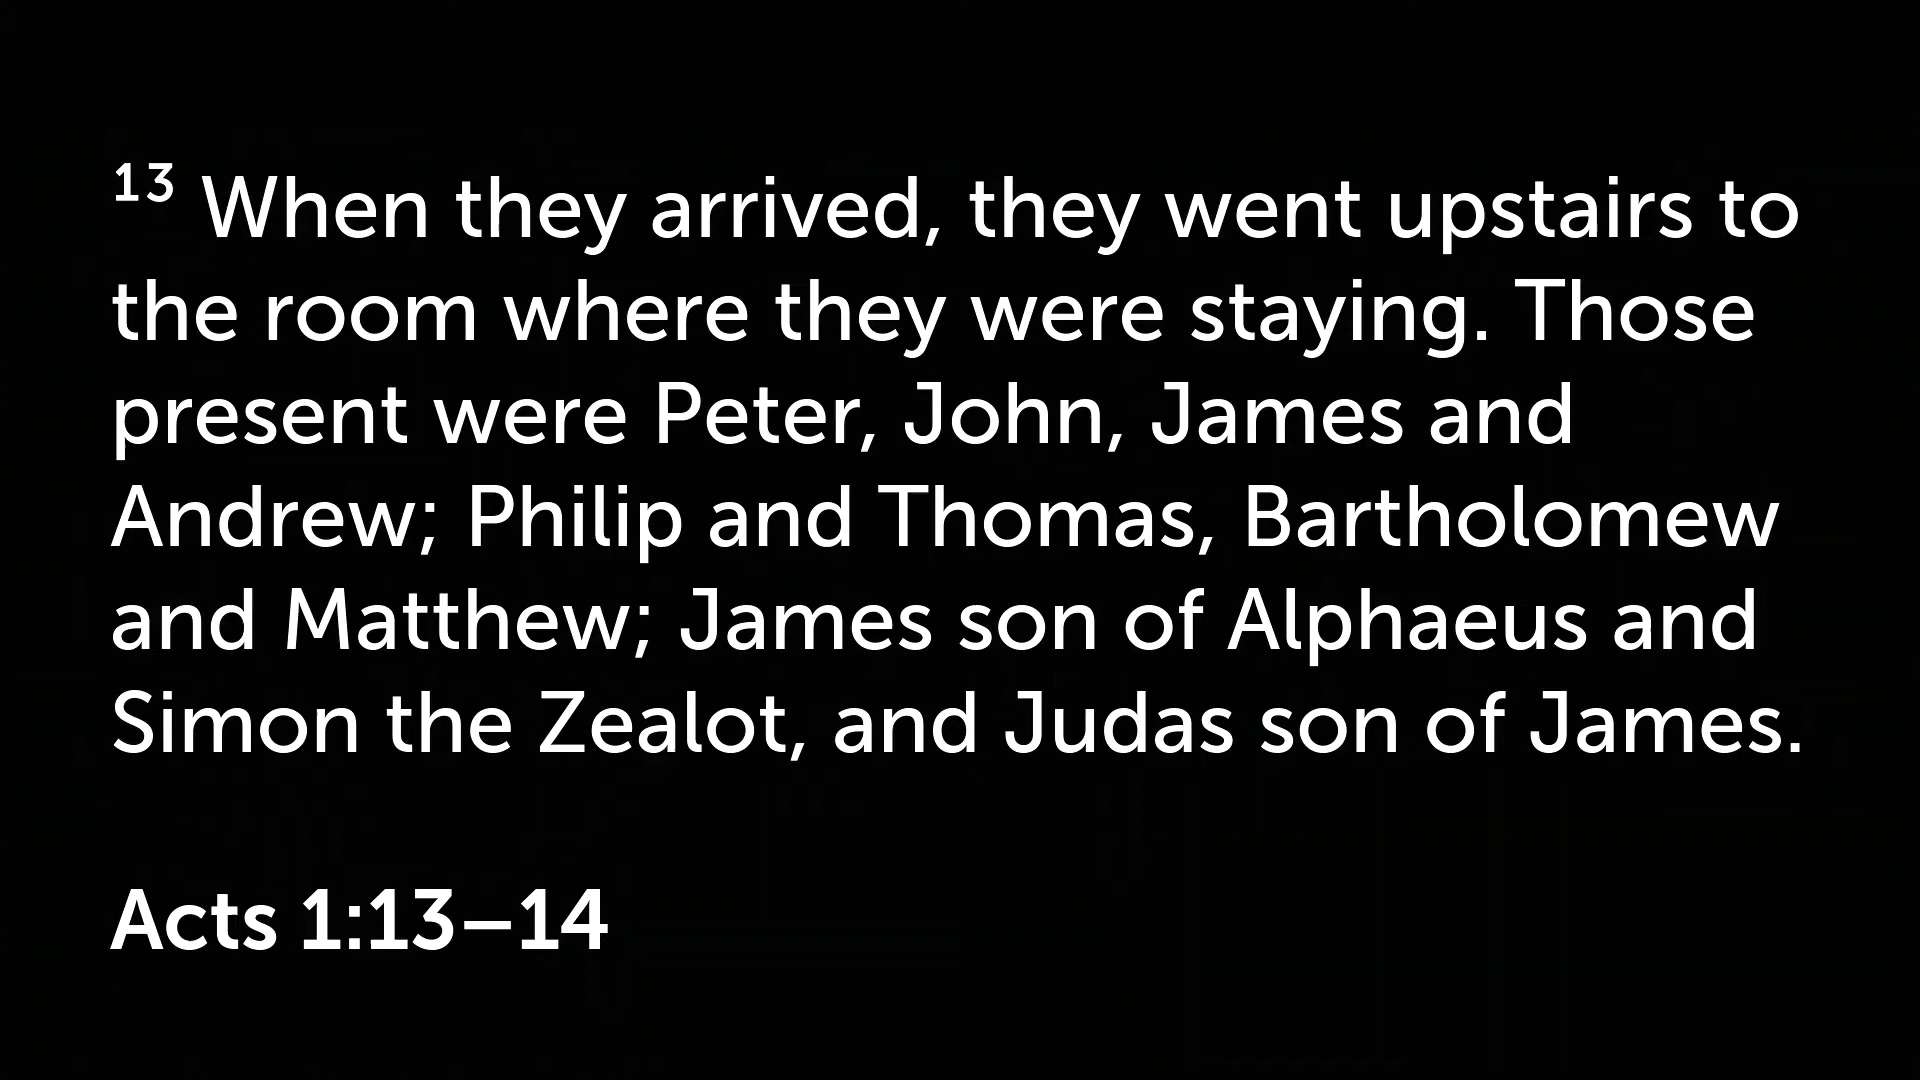 ¹³ When they arrived, they went upstairs to
the room where they were staying. Those
present were Peter, John, James and
Andrew; Philip and Thomas, Bartholomew
and Matthew; James son of Alphaeus and
Simon the Zealot, and Judas son of James.
Acts 1:13–14